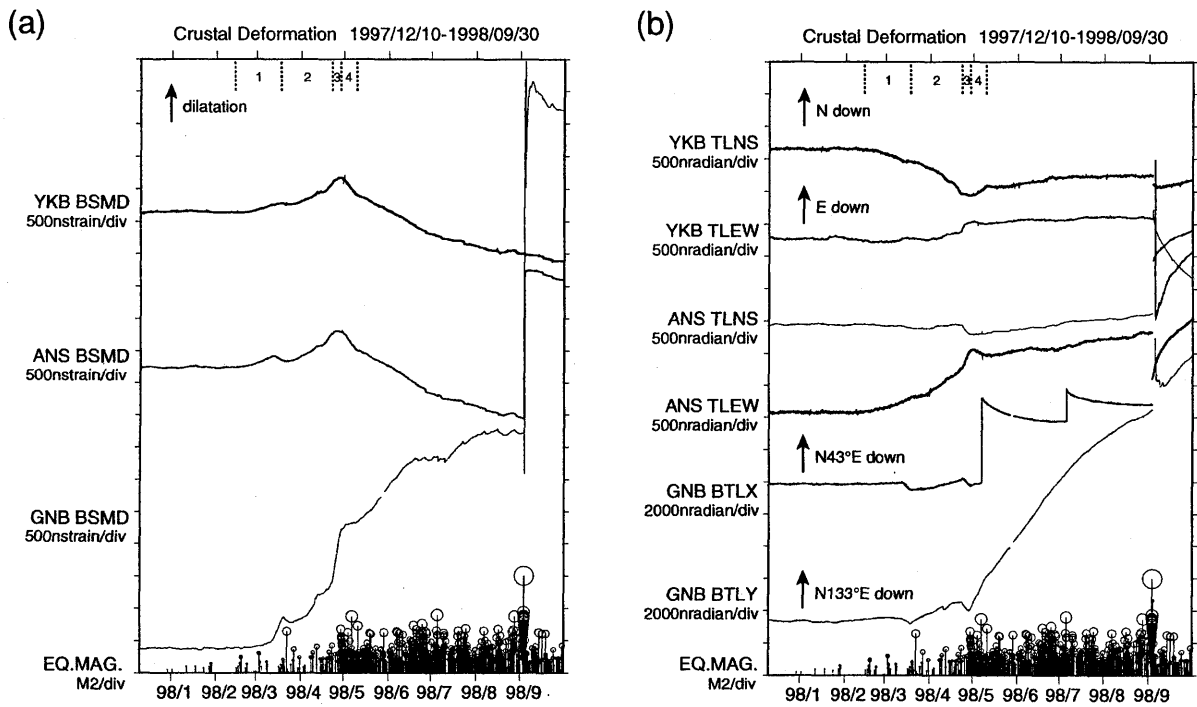 (a)
Crustal Deformation 1997/12/10-1998/09/30
1 2 3 4
dilatation
YKB BSMD
500nstrain/div
ANS BSMD
500nstrain/div
GNB BSMD
500nstrain/div
EQ.MAG.
M2/div
98/1 98/2 98/3 98/4 98/5 98/6 98/7 98/8 98/9
(b)
Crustal Deformation 1997/12/10-1998/09/30
1 2 3 4
N down
YKB TLNS
500nradian/div
E down
YKB TLEW
500nradian/div
ANS TLNS
500nradian/div
ANS TLEW
500nradian/div
N43°E down
GNB BTLX
2000nradian/div
N133°E down
GNB BTLY
2000nradian/div
EQ.MAG.
M2/div
98/1 98/2 98/3 98/4 98/5 98/6 98/7 98/8 98/9